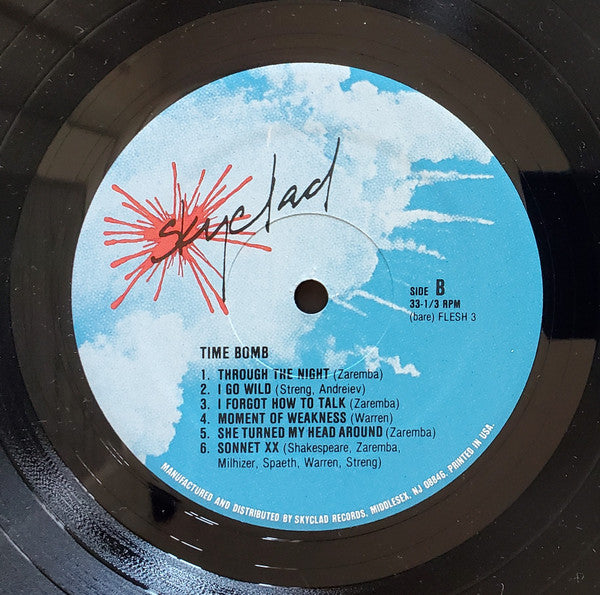 skyclad
SIDE B
33-1/3 RPM
(bare) FLESH 3
TIME BOMB
1. THROUGH THE NIGHT (Zaremba)
2. I GO WILD (Streng, Andreiev)
3. I FORGOT HOW TO TALK (Zaremba)
4. MOMENT OF WEAKNESS (Warren)
5. SHE TURNED MY HEAD AROUND (Zaremba)
6. SONNET XX (Shakespeare, Zaremba,
Milhizer, Spaeth, Warren, Streng)
MANUFACTURED AND DISTRIBUTED BY SKYCLAD RECORDS, MIDDLESEX, NJ 08846. PRINTED IN USA.